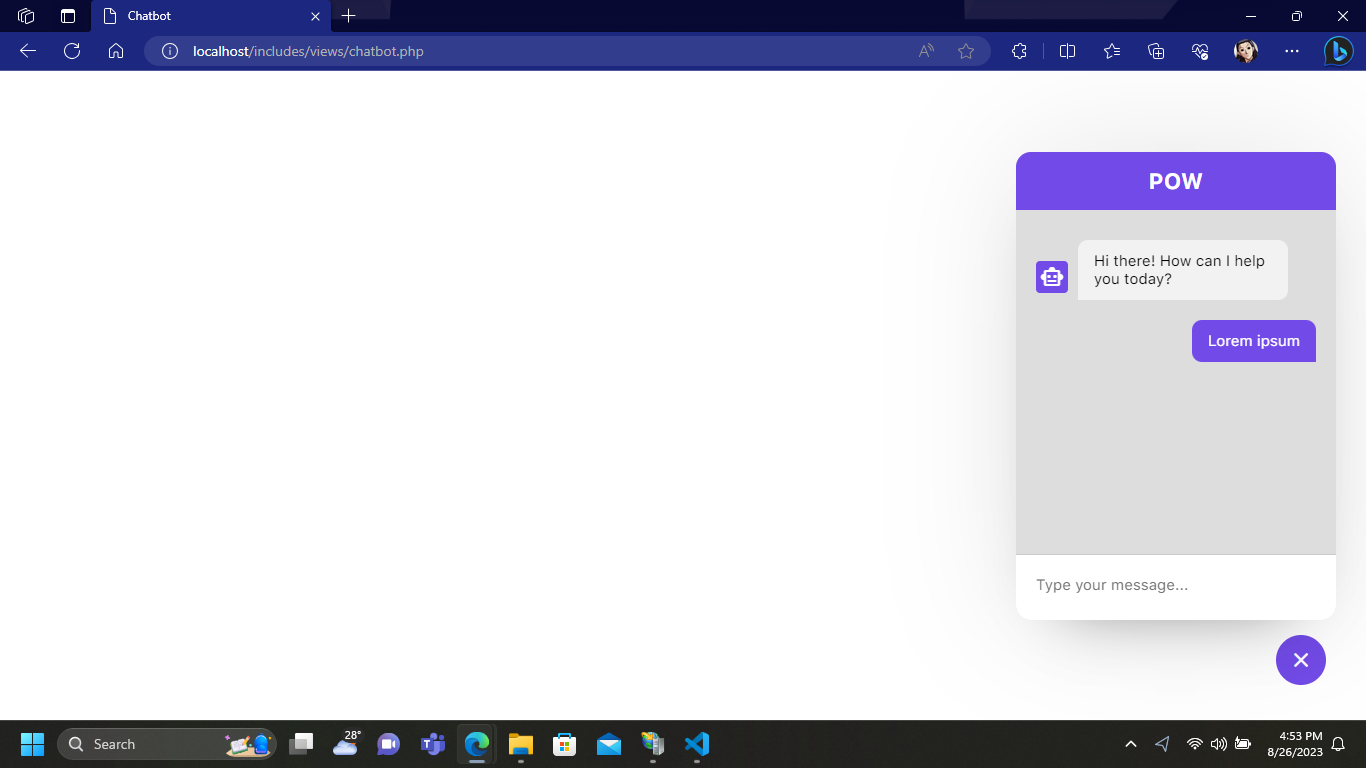 Chatbot
localhost/includes/views/chatbot.php
POW
Hi there! How can I help
you today?
Lorem ipsum
Type your message...
Search
28°
4:53 PM
8/26/2023